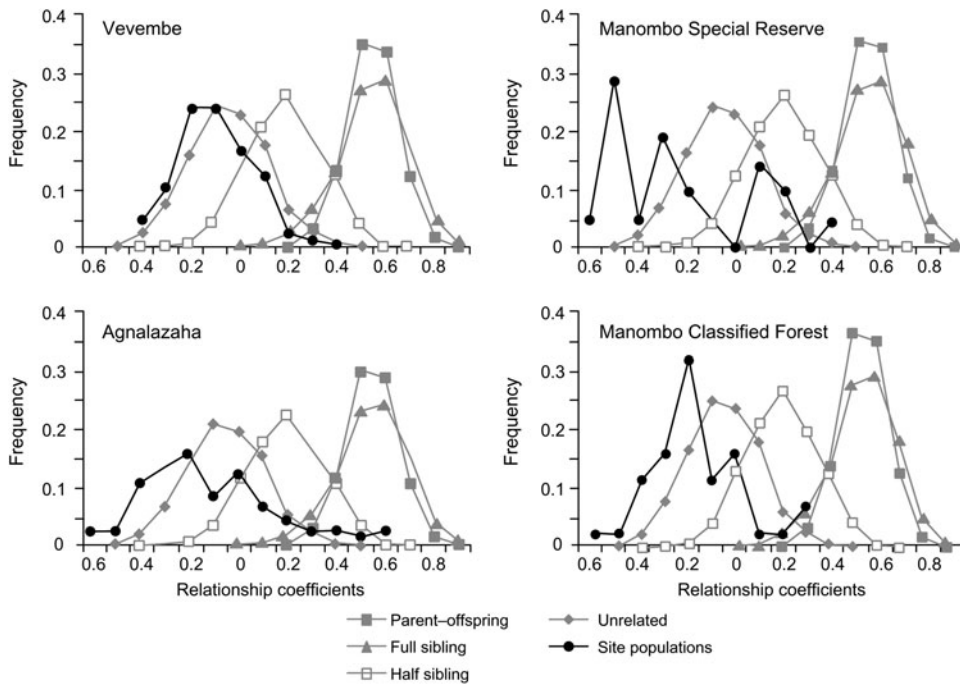 Vevembe
Frequency
0.4
0.3
0.2
0.1
0
0.6 0.4 0.2 0 0.2 0.4 0.6 0.8
Manombo Special Reserve
Frequency
0.4
0.3
0.2
0.1
0
0.6 0.4 0.2 0 0.2 0.4 0.6 0.8
Agnalazaha
Frequency
0.4
0.3
0.2
0.1
0
0.6 0.4 0.2 0 0.2 0.4 0.6 0.8
Relationship coefficients
Manombo Classified Forest
Frequency
0.4
0.3
0.2
0.1
0
0.6 0.4 0.2 0 0.2 0.4 0.6 0.8
Relationship coefficients
Parent–offspring
Full sibling
Half sibling
Unrelated
Site populations